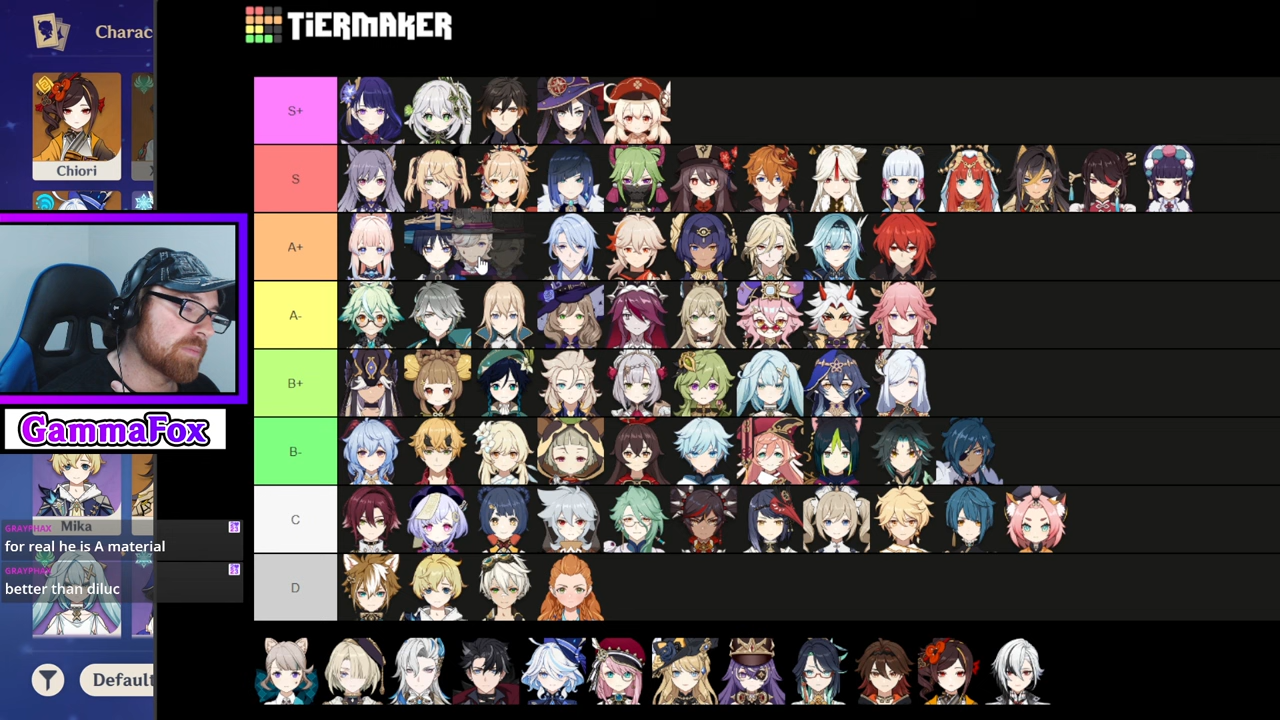 Charac
TiERMAKER
Chiori
S+
S
A+
A-
B+
B-
C
D
GammaFox
Mika
GRAYPHAX
for real he is A material
GRAYPHAX
better than diluc
Default